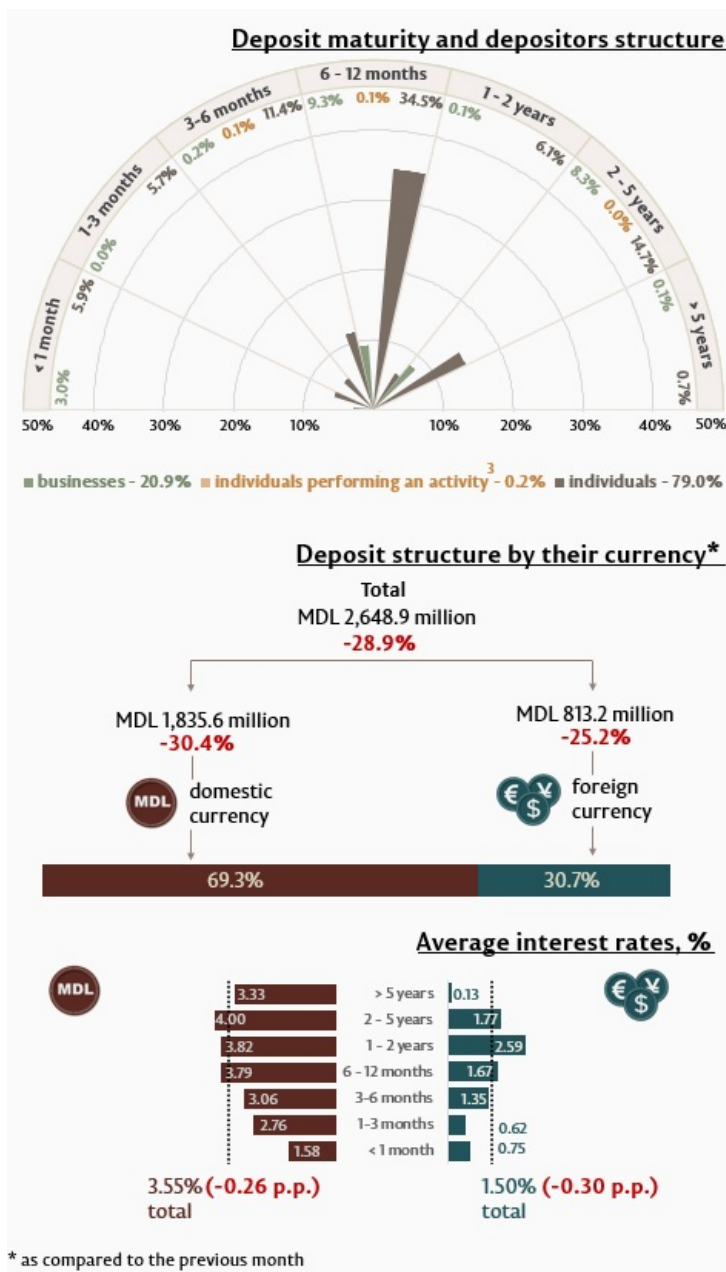 Deposit maturity and depositors structure
< 1 month
3.0%
5.9%
1-3 months
0.0%
5.7%
3-6 months
0.2%
0.1%
11.4%
6 - 12 months
9.3%
0.1%
34.5%
1 - 2 years
0.1%
6.1%
2 - 5 years
8.3%
0.0%
14.7%
> 5 years
0.1%
0.7%
50% 40% 30% 20% 10% 10% 20% 30% 40% 50%
businesses - 20.9% individuals performing an activity3 - 0.2% individuals - 79.0%
Deposit structure by their currency*
Total
MDL 2,648.9 million
-28.9%
MDL 1,835.6 million
-30.4%
MDL
domestic
currency
MDL 813.2 million
-25.2%
€ ¥ $
foreign
currency
69.3% 30.7%
Average interest rates, %
MDL
€ ¥ $
3.33 > 5 years 0.13
4.00 2 - 5 years 1.77
3.82 1 - 2 years 2.59
3.79 6 - 12 months 1.67
3.06 3-6 months 1.35
2.76 1-3 months 0.62
1.58 < 1 month 0.75
3.55% (-0.26 p.p.)
total
1.50% (-0.30 p.p.)
total
* as compared to the previous month